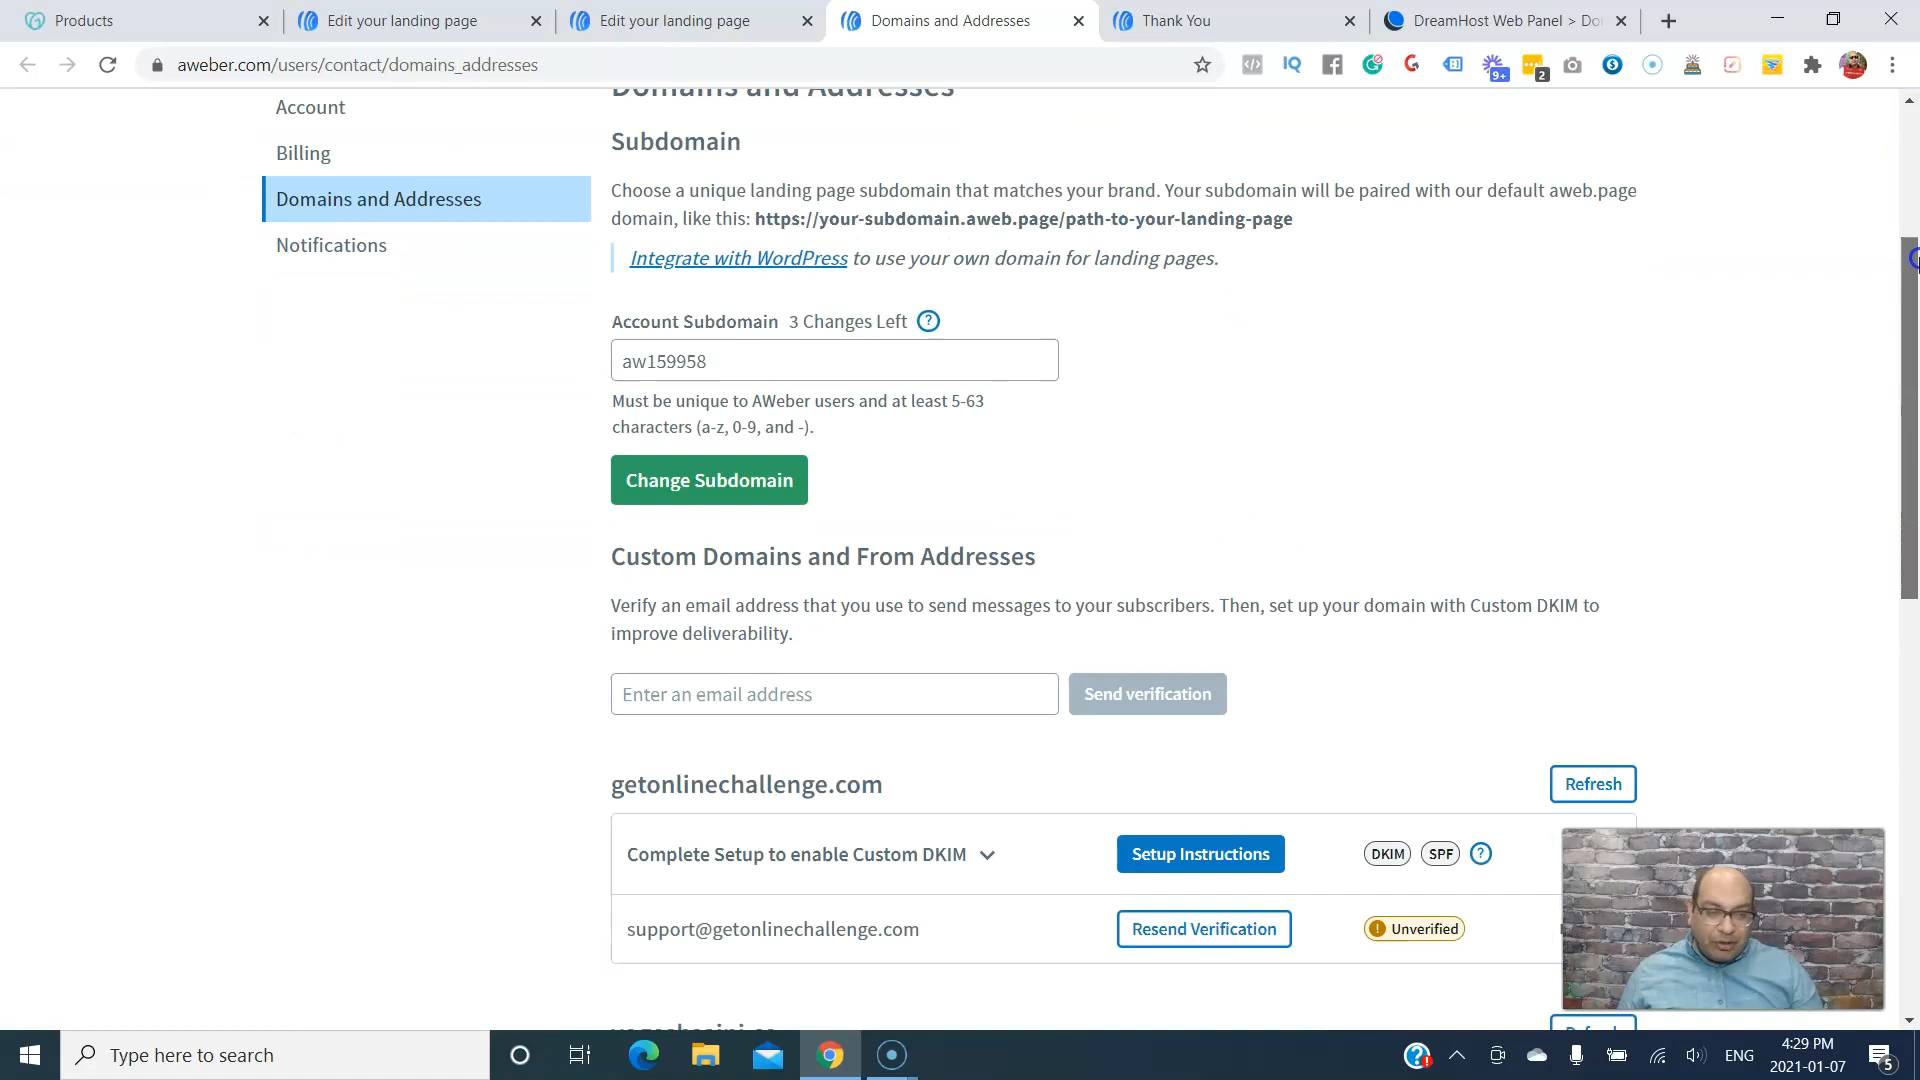 Products
Edit your landing page
Edit your landing page
Domains and Addresses
Thank You
DreamHost Web Panel > Do
aweber.com/users/contact/domains_addresses
9+
2
Domains and Addresses
Account
Billing
Domains and Addresses
Notifications
Subdomain
Choose a unique landing page subdomain that matches your brand. Your subdomain will be paired with our default aweb.page
domain, like this: https://your-subdomain.aweb.page/path-to-your-landing-page
Integrate with WordPress to use your own domain for landing pages.
Account Subdomain 3 Changes Left ?
aw159958
Must be unique to AWeber users and at least 5-63
characters (a-z, 0-9, and -).
Change Subdomain
Custom Domains and From Addresses
Verify an email address that you use to send messages to your subscribers. Then, set up your domain with Custom DKIM to
improve deliverability.
Enter an email address
Send verification
getonlinechallenge.com
Refresh
Complete Setup to enable Custom DKIM
Setup Instructions
DKIM SPF ?
support@getonlinechallenge.com
Resend Verification
! Unverified
Type here to search
ENG
4:29 PM
2021-01-07
5